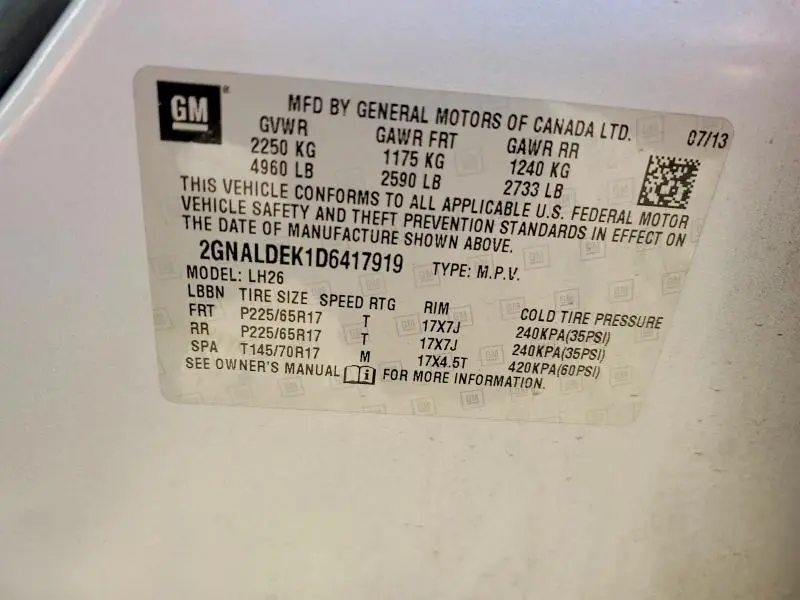 GM
MFD BY GENERAL MOTORS OF CANADA LTD. 07/13
GVWR GAWR FRT GAWR RR
2250 KG 1175 KG 1240 KG
4960 LB 2590 LB 2733 LB
THIS VEHICLE CONFORMS TO ALL APPLICABLE U.S. FEDERAL MOTOR
VEHICLE SAFETY AND THEFT PREVENTION STANDARDS IN EFFECT ON
THE DATE OF MANUFACTURE SHOWN ABOVE.
2GNALDEK1D6417919 TYPE: M.P.V.
MODEL: LH26
LBBN TIRE SIZE SPEED RTG RIM COLD TIRE PRESSURE
FRT P225/65R17 T 17X7J 240KPA(35PSI)
RR P225/65R17 T 17X7J 240KPA(35PSI)
SPA T145/70R17 M 17X4.5T 420KPA(60PSI)
SEE OWNER'S MANUAL FOR MORE INFORMATION.